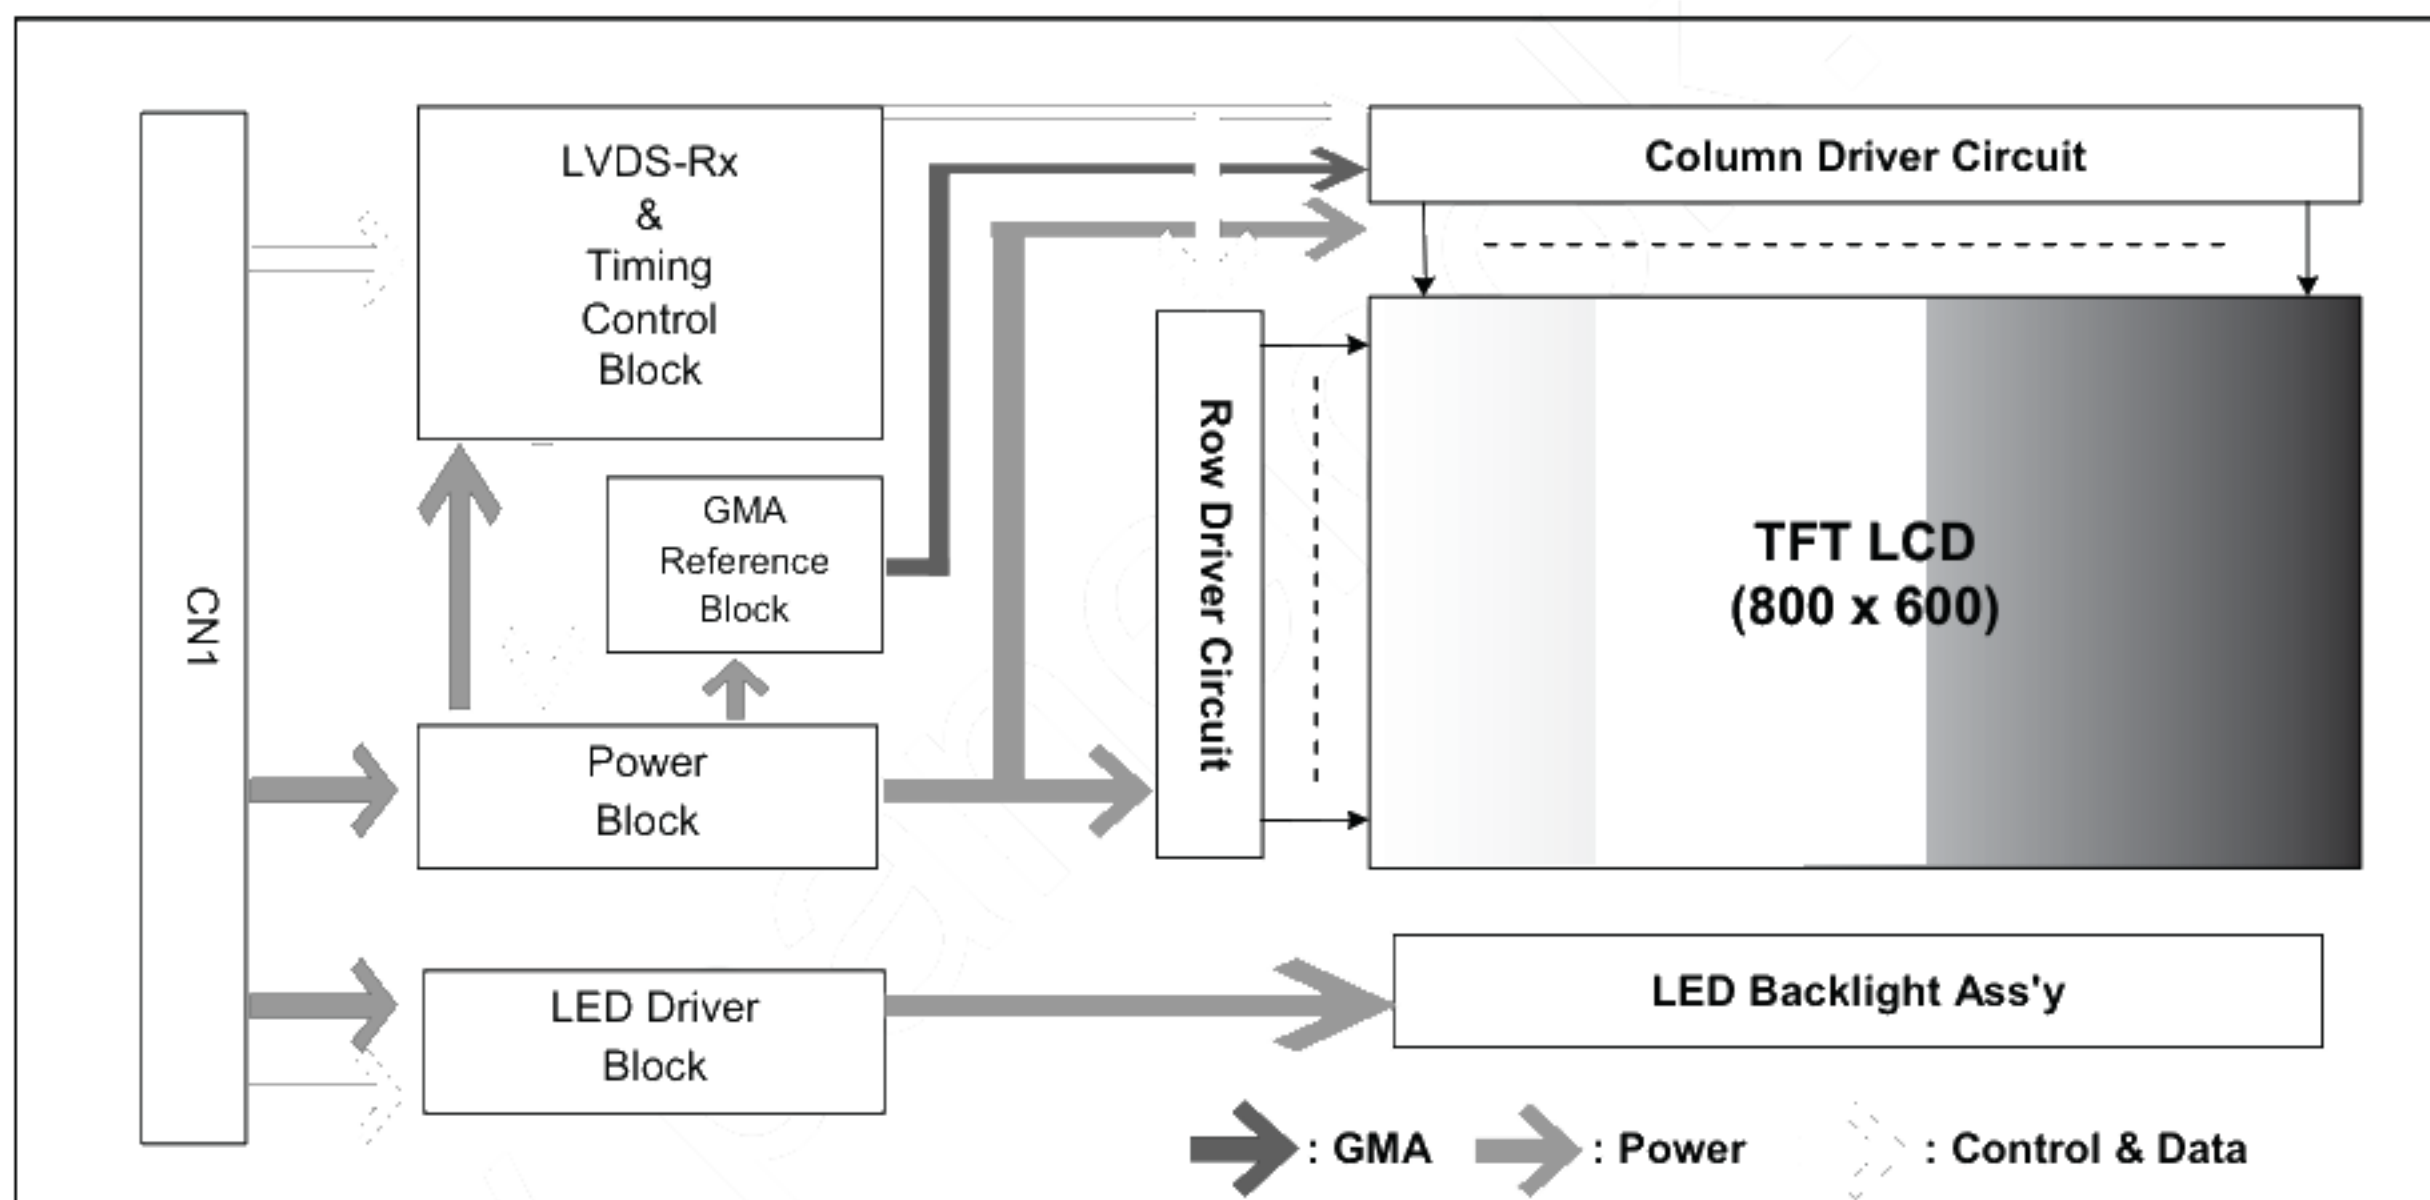 CN1
LVDS-Rx
&
Timing
Control
Block
GMA
Reference
Block
Power
Block
LED Driver
Block
Column Driver Circuit
Row Driver Circuit
TFT LCD
(800 x 600)
LED Backlight Ass'y
: GMA
: Power
: Control & Data